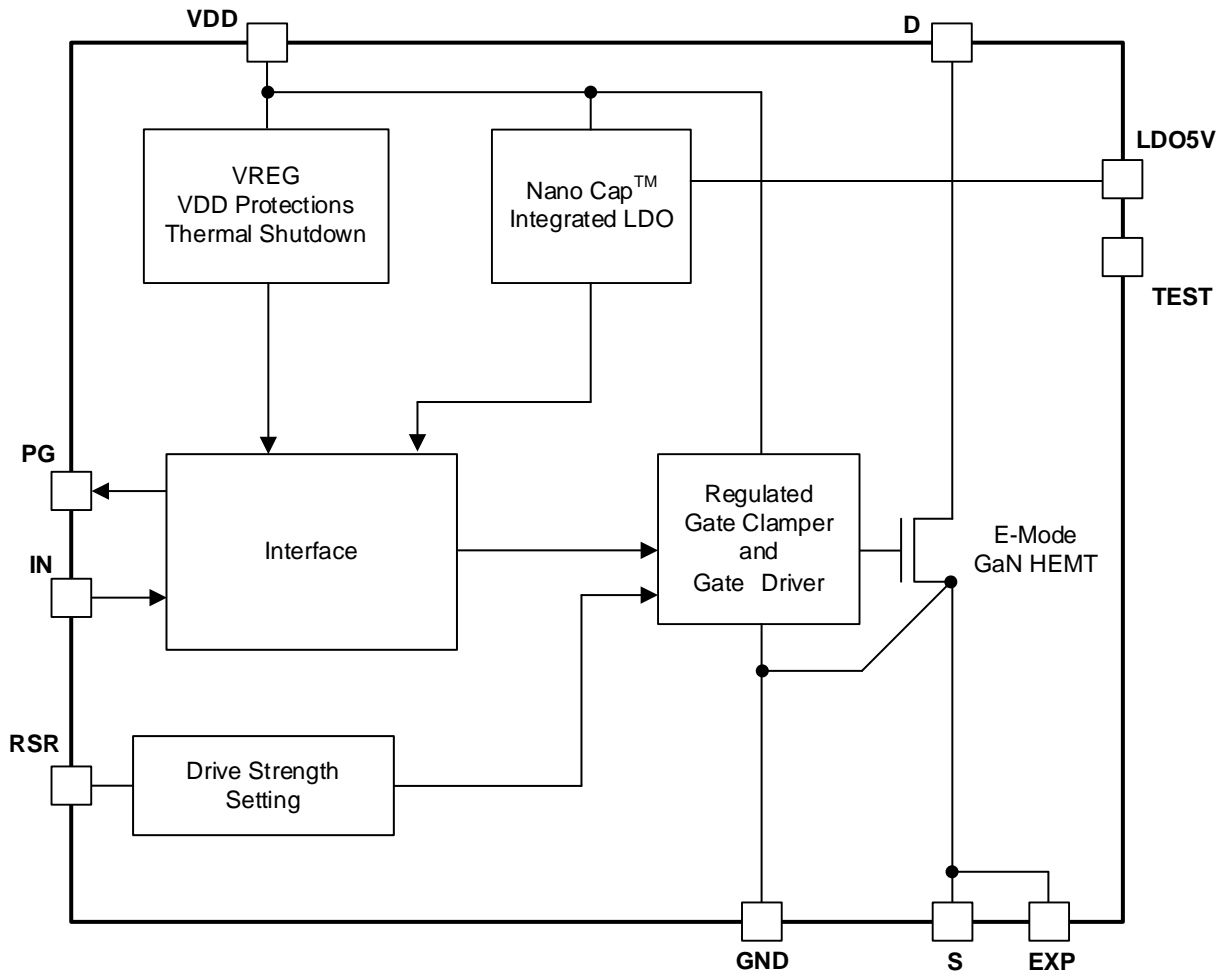 VDD
D
LDO5V
VREG
VDD Protections
Thermal Shutdown
Nano Cap™
Integrated LDO
TEST
PG
Interface
IN
Regulated
Gate Clamper
and
Gate Driver
E-Mode
GaN HEMT
RSR
Drive Strength
Setting
GND
S
EXP